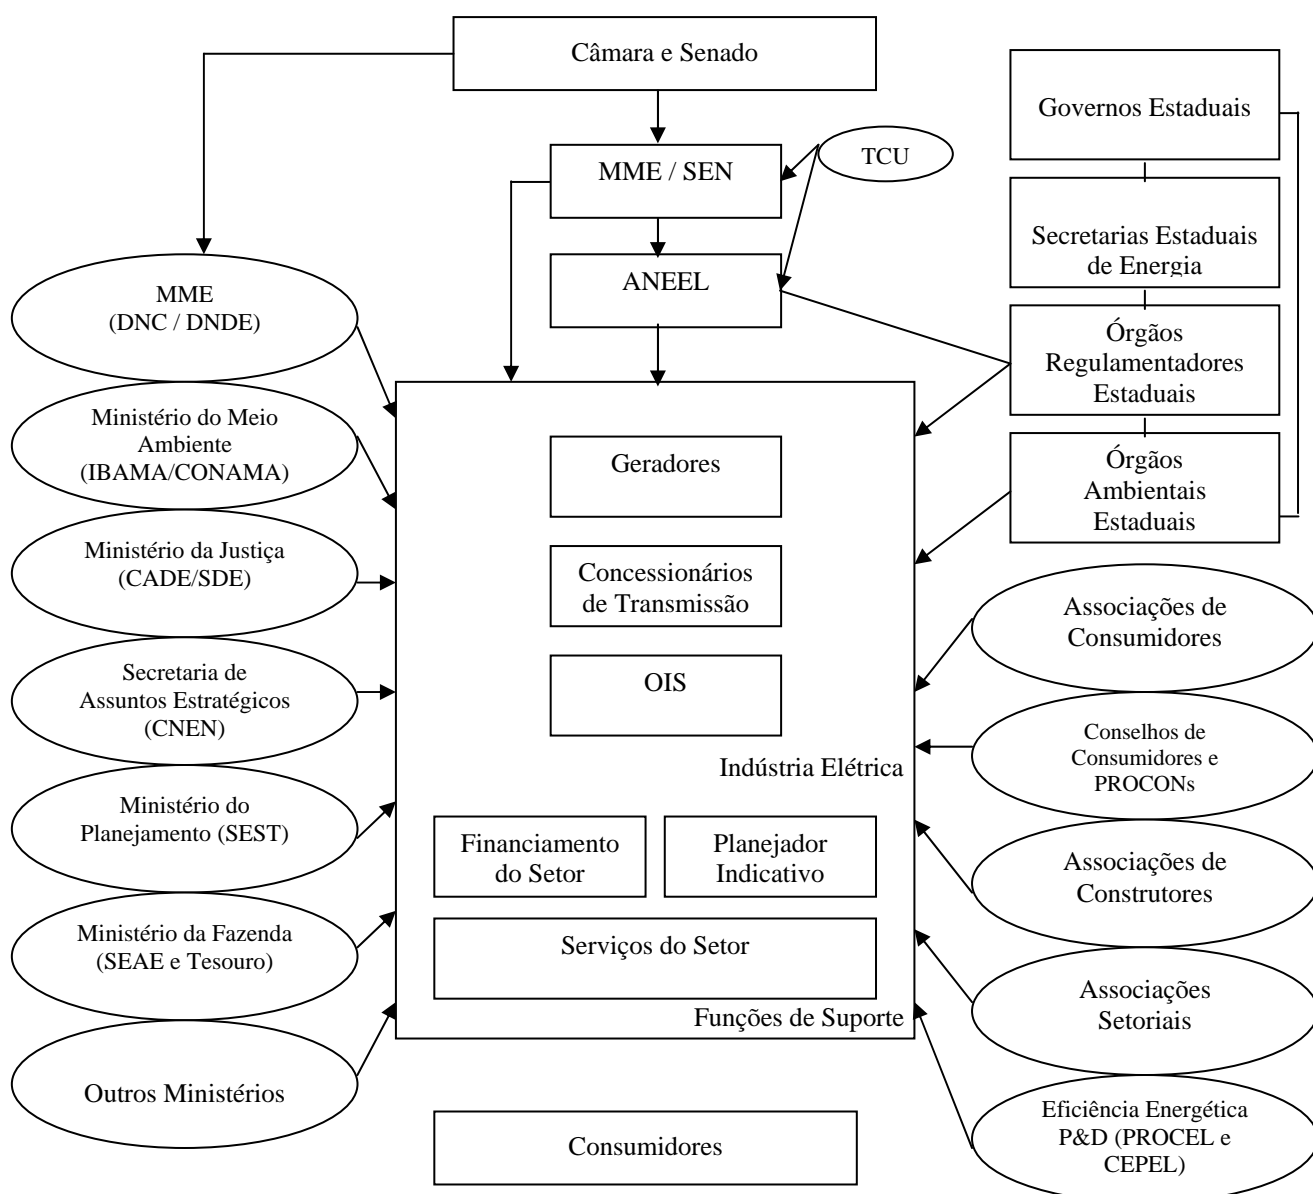 Câmara e Senado
Governos Estaduais
MME / SEN
TCU
Secretarias Estaduais
de Energia
ANEEL
MME
(DNC / DNDE)
Órgãos
Regulamentadores
Estaduais
Ministério do Meio
Ambiente
(IBAMA/CONAMA)
Geradores
Órgãos
Ambientais
Estaduais
Ministério da Justiça
(CADE/SDE)
Concessionários
de Transmissão
Associações de
Consumidores
Secretaria de
Assuntos Estratégicos
(CNEN)
OIS
Indústria Elétrica
Conselhos de
Consumidores e
PROCONs
Ministério do
Planejamento (SEST)
Financiamento
do Setor
Planejador
Indicativo
Associações de
Construtores
Ministério da Fazenda
(SEAE e Tesouro)
Serviços do Setor
Funções de Suporte
Associações
Setoriais
Outros Ministérios
Consumidores
Eficiência Energética
P&D (PROCEL e
CEPEL)